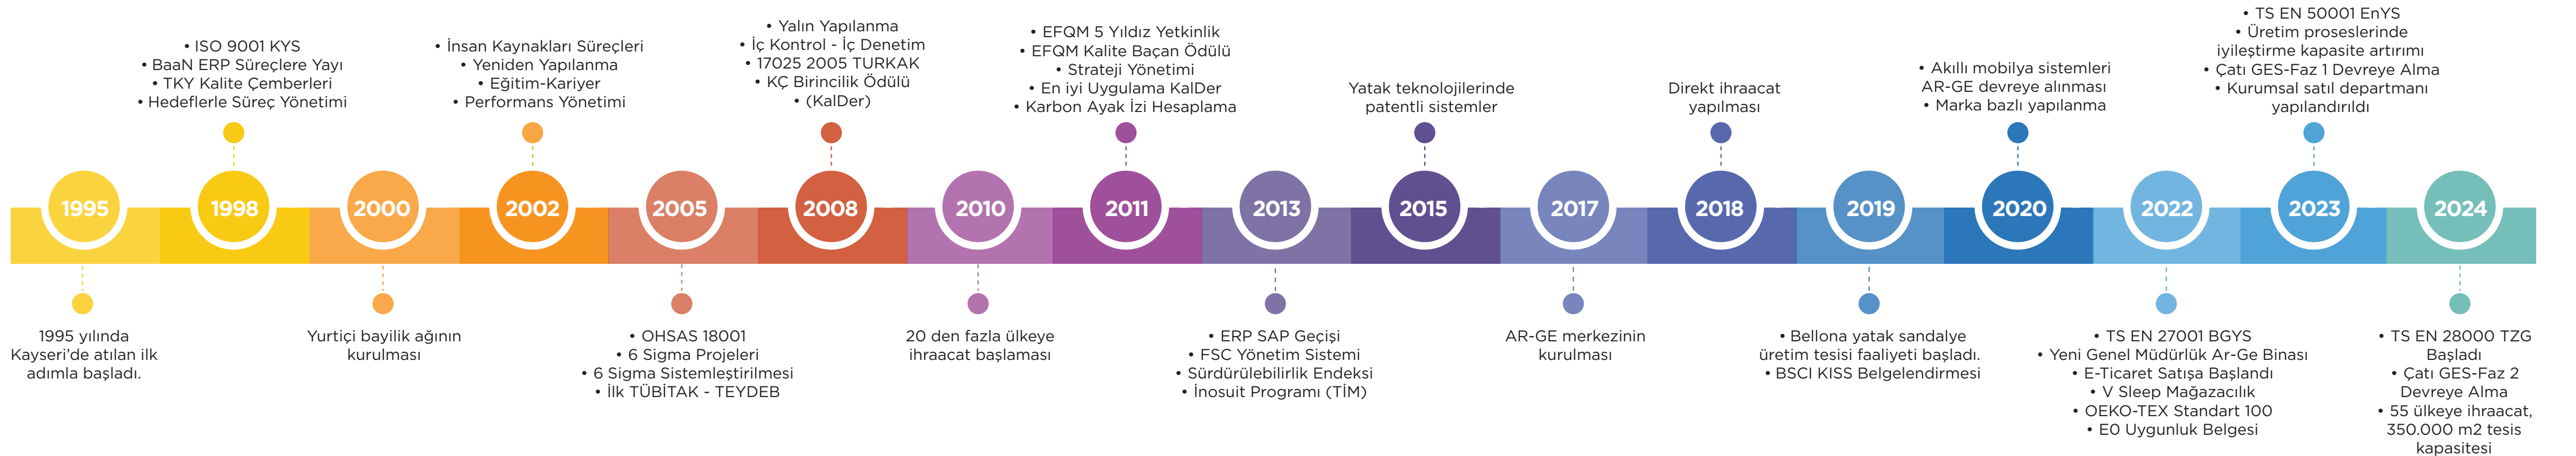 1995
1995 yılında
Kayseri'de atılan ilk
adımla başladı.
• ISO 9001 KYS
• BaaN ERP Süreçlere Yayı
• TKY Kalite Çemberleri
• Hedeflerle Süreç Yönetimi
1998
2000
Yurtiçi bayilik ağının
kurulması
• İnsan Kaynakları Süreçleri
• Yeniden Yapılanma
• Eğitim-Kariyer
• Performans Yönetimi
2002
2005
• OHSAS 18001
• 6 Sigma Projeleri
• 6 Sigma Sistemleştirilmesi
• İlk TÜBİTAK - TEYDEB
• Yalın Yapılanma
• İç Kontrol - İç Denetim
• 17025 2005 TURKAK
• KÇ Birincilik Ödülü
• (KalDer)
2008
2010
20 den fazla ülkeye
ihraacat başlaması
• EFQM 5 Yıldız Yetkinlik
• EFQM Kalite Baçan Ödülü
• Strateji Yönetimi
• En iyi Uygulama KalDer
• Karbon Ayak İzi Hesaplama
2011
2013
• ERP SAP Geçişi
• FSC Yönetim Sistemi
• Sürdürülebilirlik Endeksi
• İnosuit Programı (TİM)
Yatak teknolojilerinde
patentli sistemler
2015
2017
AR-GE merkezinin
kurulması
Direkt ihraacat
yapılması
2018
2019
• Bellona yatak sandalye
üretim tesisi faaliyeti başladı.
• BSCI KISS Belgelendirmesi
• Akıllı mobilya sistemleri
AR-GE devreye alınması
• Marka bazlı yapılanma
2020
2022
• TS EN 27001 BGYS
• Yeni Genel Müdürlük Ar-Ge Binası
• E-Ticaret Satışa Başlandı
• V Sleep Mağazacılık
• OEKO-TEX Standart 100
• E0 Uygunluk Belgesi
• TS EN 50001 EnYS
• Üretim proseslerinde
iyileştirme kapasite artırımı
• Çatı GES-Faz 1 Devreye Alma
• Kurumsal satıl departmanı
yapılandırıldı
2023
2024
• TS EN 28000 TZG
Başladı
• Çatı GES-Faz 2
Devreye Alma
• 55 ülkeye ihraacat,
350.000 m2 tesis
kapasitesi